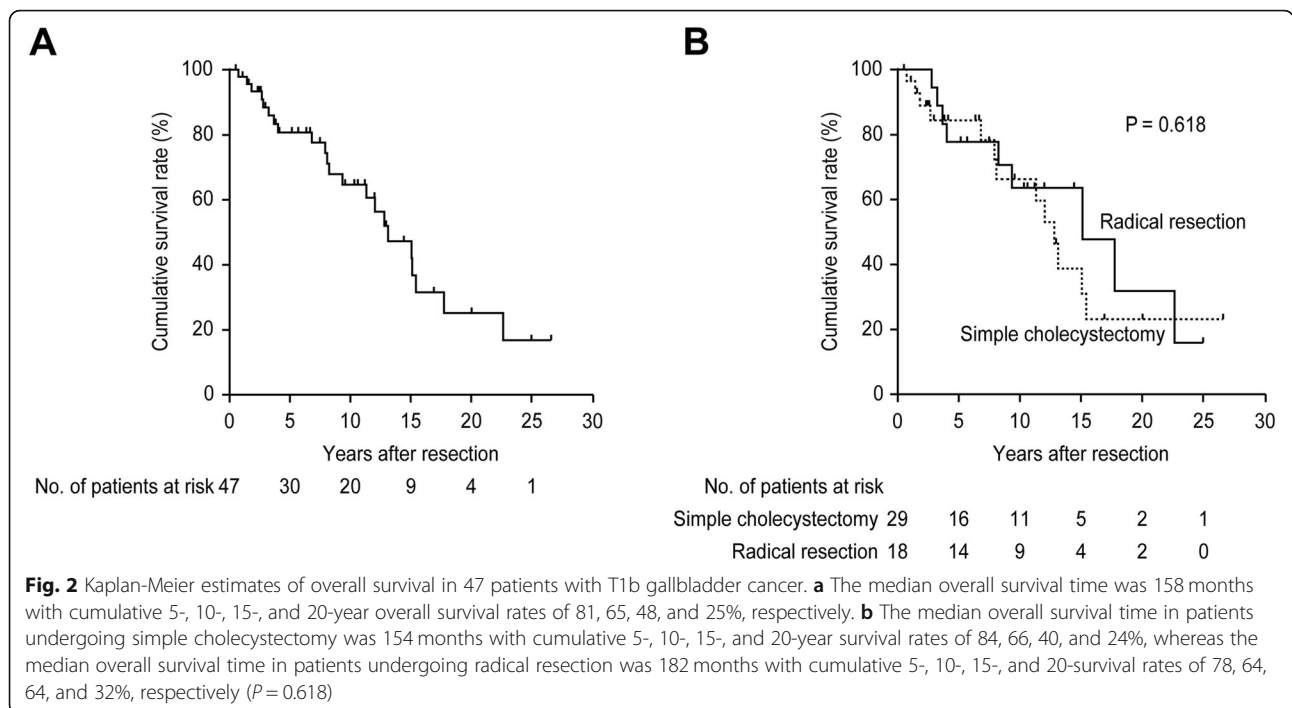 A
B
Cumulative survival rate (%)
100
80
60
40
20
0
0 5 10 15 20 25 30
Years after resection
No. of patients at risk 47 30 20 9 4 1
Cumulative survival rate (%)
100
80
60
40
20
0
P = 0.618
Radical resection
Simple cholecystectomy
0 5 10 15 20 25 30
Years after resection
No. of patients at risk
Simple cholecystectomy 29 16 11 5 2 1
Radical resection 18 14 9 4 2 0
Fig. 2 Kaplan-Meier estimates of overall survival in 47 patients with T1b gallbladder cancer. a The median overall survival time was 158 months
with cumulative 5-, 10-, 15-, and 20-year overall survival rates of 81, 65, 48, and 25%, respectively. b The median overall survival time in patients
undergoing simple cholecystectomy was 154 months with cumulative 5-, 10-, 15-, and 20-year survival rates of 84, 66, 40, and 24%, whereas the
median overall survival time in patients undergoing radical resection was 182 months with cumulative 5-, 10-, 15-, and 20-survival rates of 78, 64,
64, and 32%, respectively (P = 0.618)